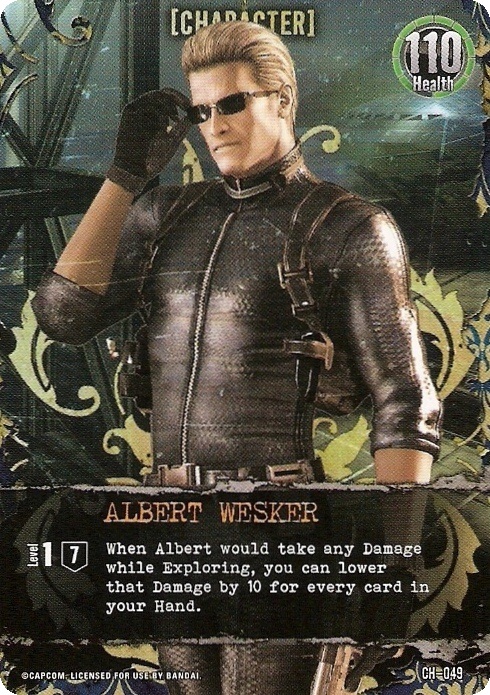 [CHARACTER]
110
Health
ALBERT WESKER
Level 1 7
When Albert would take any Damage
while Exploring, you can lower
that Damage by 10 for every card in
your Hand.
©CAPCOM. LICENSED FOR USE BY BANDAI.
CH-049